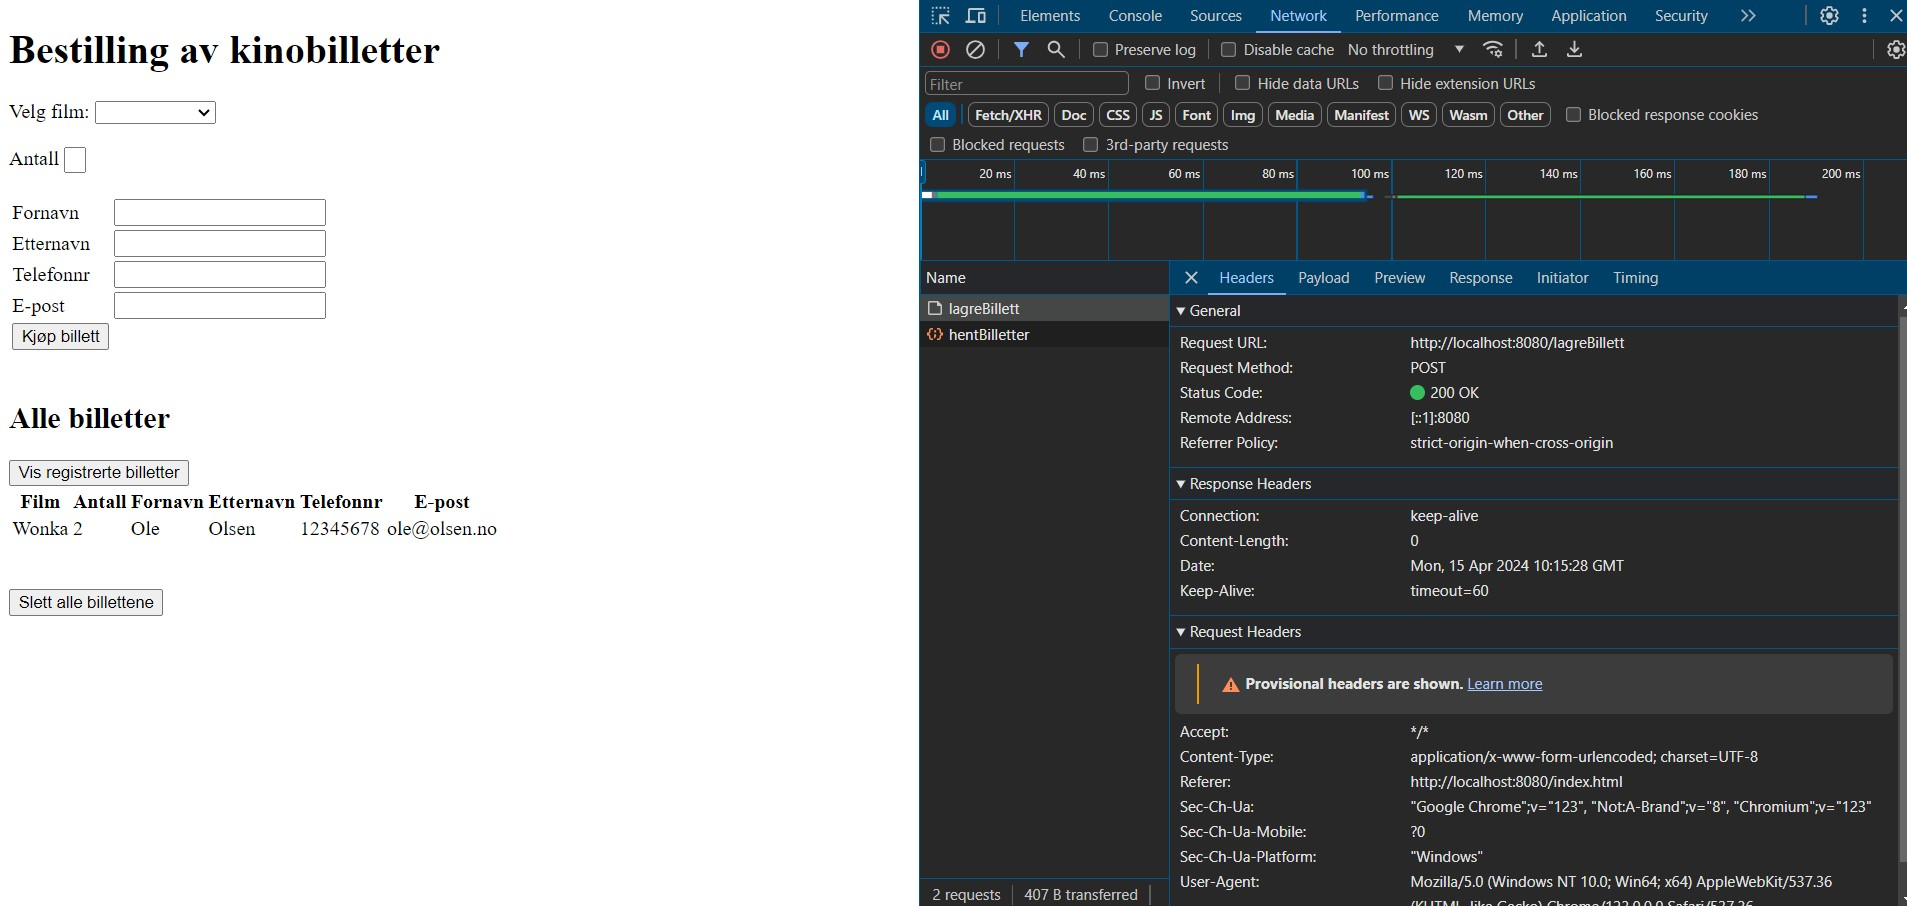 Bestilling av kinobilletter
Velg film:
Antall
Fornavn
Etternavn
Telefonnr
E-post
Kjøp billett
Alle billetter
Vis registrerte billetter
Film Antall Fornavn Etternavn Telefonnr E-post
Wonka 2 Ole Olsen 12345678 ole@olsen.no
Slett alle billettene
Elements Console Sources Network Performance Memory Application Security
Preserve log Disable cache No throttling
Filter Invert Hide data URLs Hide extension URLs
All Fetch/XHR Doc CSS JS Font Img Media Manifest WS Wasm Other Blocked response cookies
Blocked requests 3rd-party requests
20 ms 40 ms 60 ms 80 ms 100 ms 120 ms 140 ms 160 ms 180 ms 200 ms
Name
lagreBillett
hentBilletter
Headers Payload Preview Response Initiator Timing
General
Request URL: http://localhost:8080/lagreBillett
Request Method: POST
Status Code: 200 OK
Remote Address: [::1]:8080
Referrer Policy: strict-origin-when-cross-origin
Response Headers
Connection: keep-alive
Content-Length: 0
Date: Mon, 15 Apr 2024 10:15:28 GMT
Keep-Alive: timeout=60
Request Headers
Provisional headers are shown. Learn more
Accept: */*
Content-Type: application/x-www-form-urlencoded; charset=UTF-8
Referer: http://localhost:8080/index.html
Sec-Ch-Ua: "Google Chrome";v="123", "Not:A-Brand";v="8", "Chromium";v="123"
Sec-Ch-Ua-Mobile: ?0
Sec-Ch-Ua-Platform: "Windows"
User-Agent: Mozilla/5.0 (Windows NT 10.0; Win64; x64) AppleWebKit/537.36
(KHTML, like Gecko) Chrome/123.0.0.0 Safari/537.36
2 requests 407 B transferred